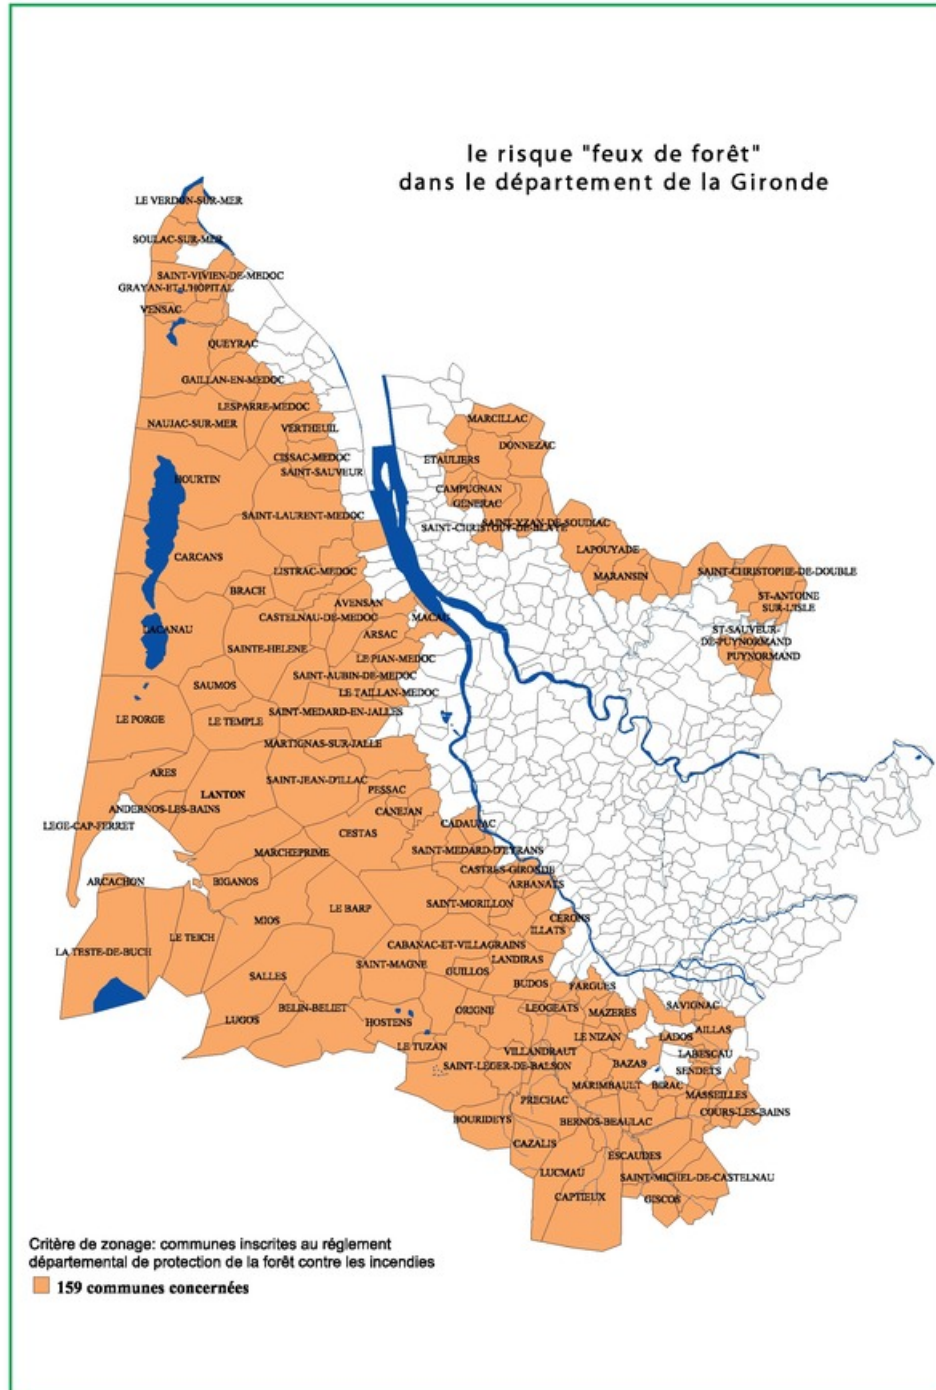 le risque "feux de forêt"
dans le département de la Gironde
LE VERDON-SUR-MER
SOULAC-SUR-MER
SAINT-VIVIEN-DE-MEDOC
GRAYAN-ET-L'HOPITAL
VENSAC
QUEYRAC
GAILLAN-EN-MEDOC
LESPARRE-MEDOC
MARCILLAC
NAUJAC-SUR-MER
VERTHEUIL
DONNEZAC
CISSAC-MEDOC
ETAULIERS
SAINT-SAUVEUR
HOURTIN
CAMPUGNAN
GENERAC
SAINT-LAURENT-MEDOC
SAINT-CHRISTOLY-DE-BLAYE
SAINT-YZAN-DE-SOUDIAC
CARCANS
LAPOUYADE
LISTRAC-MEDOC
MARANSIN
SAINT-CHRISTOPHE-DE-DOUBLE
BRACH
ST-ANTOINE
SUR-L'ISLE
AVENSAN
CASTELNAU-DE-MEDOC
MACAU
LACANAU
ARSAC
ST-SAUVEUR-
DE-PUYNORMAND
SAINTE-HELENE
LE PIAN-MEDOC
PUYNORMAND
SAINT-AUBIN-DE-MEDOC
SAUMOS
LE TAILLAN-MEDOC
LE PORGE
LE TEMPLE
SAINT-MEDARD-EN-JALLES
MARTIGNAS-SUR-JALLE
ARES
SAINT-JEAN-D'ILLAC
PESSAC
LANTON
ANDERNOS-LES-BAINS
CANEJAN
LEGE-CAP-FERRET
CESTAS
CADAUJAC
MARCHEPRIME
SAINT-MEDARD-D'EYRANS
CASTRES-GIRONDE
ARCACHON
BIGANOS
ARBANATS
LE BARP
SAINT-MORILLON
MIOS
CERONS
ILLATS
LE TEICH
CABANAC-ET-VILLAGRAINS
LA TESTE-DE-BUCH
LANDIRAS
SAINT-MAGNE
GUILLOS
SALLES
BUDOS
FARGUES
BELIN-BELIET
ORIGNE
LEOGEATS
MAZERES
SAVIGNAC
LUGOS
HOSTENS
AILLAS
LE NIZAN
LADOS
LE TUZAN
VILLANDRAUT
LABESCAU
SAINT-LEGER-DE-BALSON
BAZAS
SENDETS
MARIMBAULT
BIRAC
MASSEILLES
PRECHAC
COURS-LES-BAINS
BOURIDEYS
BERNOS-BEAULAC
CAZALIS
ESCAUDES
LUCMAU
SAINT-MICHEL-DE-CASTELNAU
CAPTIEUX
GISCOS
Critère de zonage: communes inscrites au réglement
départemental de protection de la forêt contre les incendies
159 communes concernées